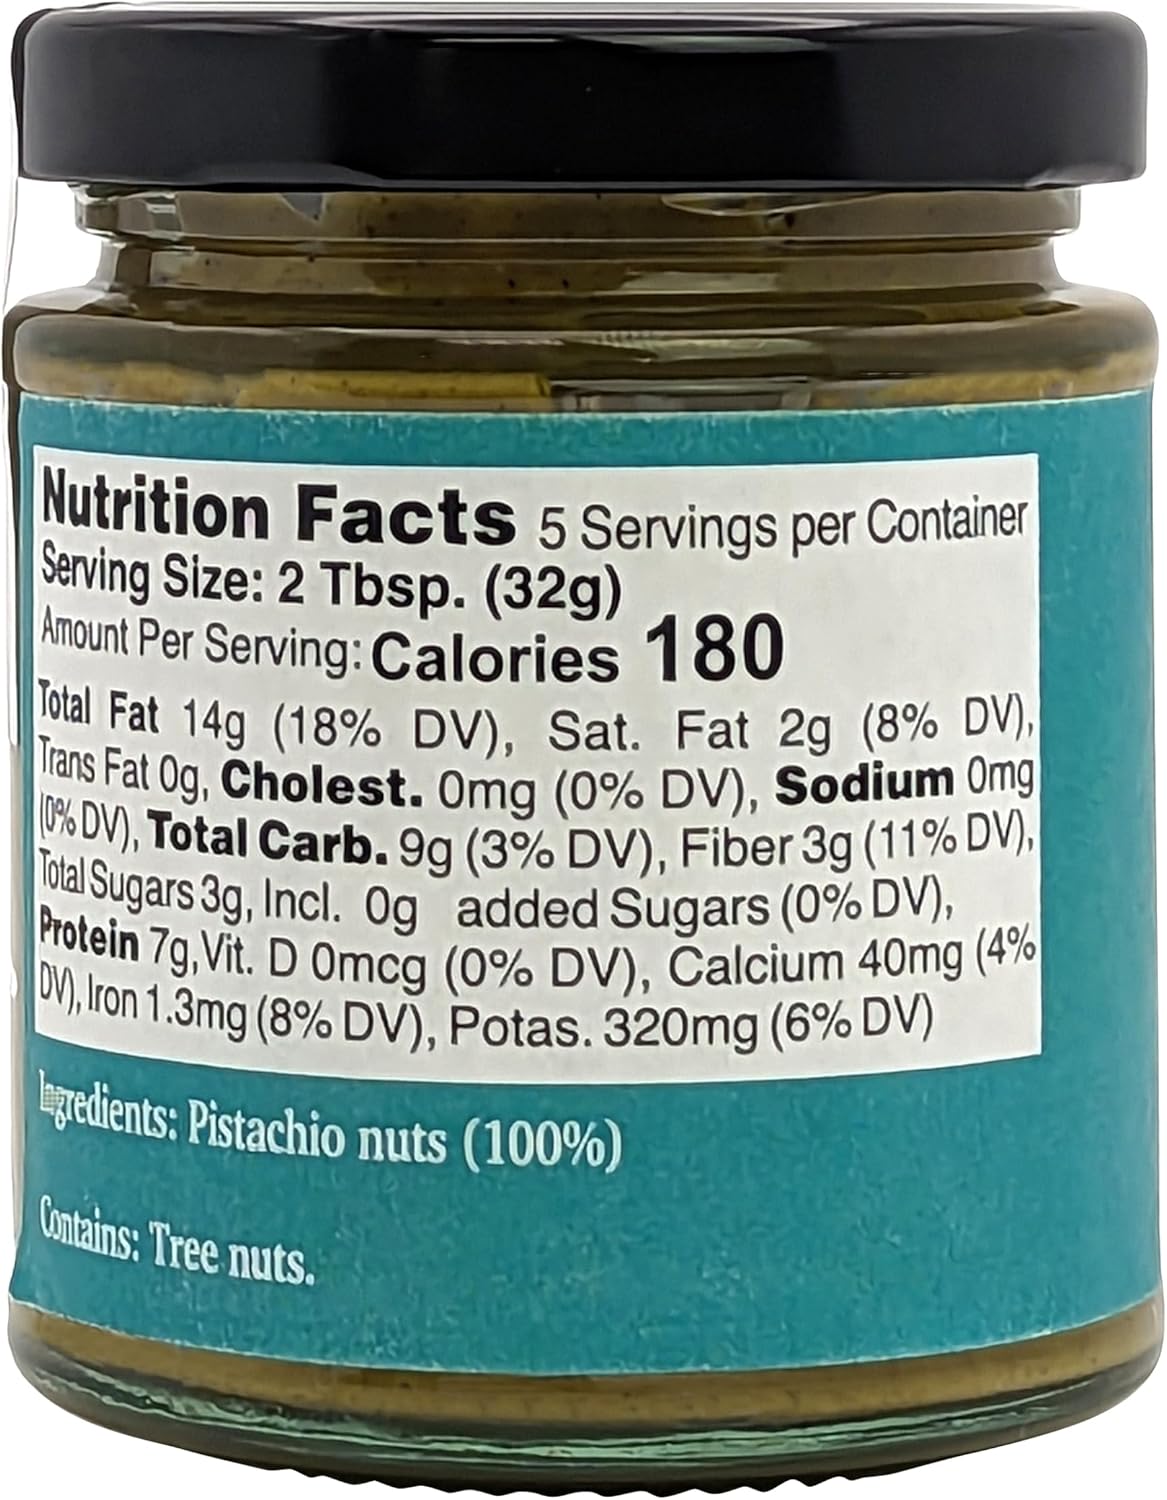 Nutrition Facts 5 Servings per Container
Serving Size: 2 Tbsp. (32g)
Amount Per Serving: Calories 180
Total Fat 14g (18% DV), Sat. Fat 2g (8% DV),
Trans Fat 0g, Cholest. 0mg (0% DV), Sodium 0mg
(0% DV), Total Carb. 9g (3% DV), Fiber 3g (11% DV),
Total Sugars 3g, Incl. 0g added Sugars (0% DV),
Protein 7g, Vit. D 0mcg (0% DV), Calcium 40mg (4%
DV), Iron 1.3mg (8% DV), Potas. 320mg (6% DV)
Ingredients: Pistachio nuts (100%)
Contains: Tree nuts.